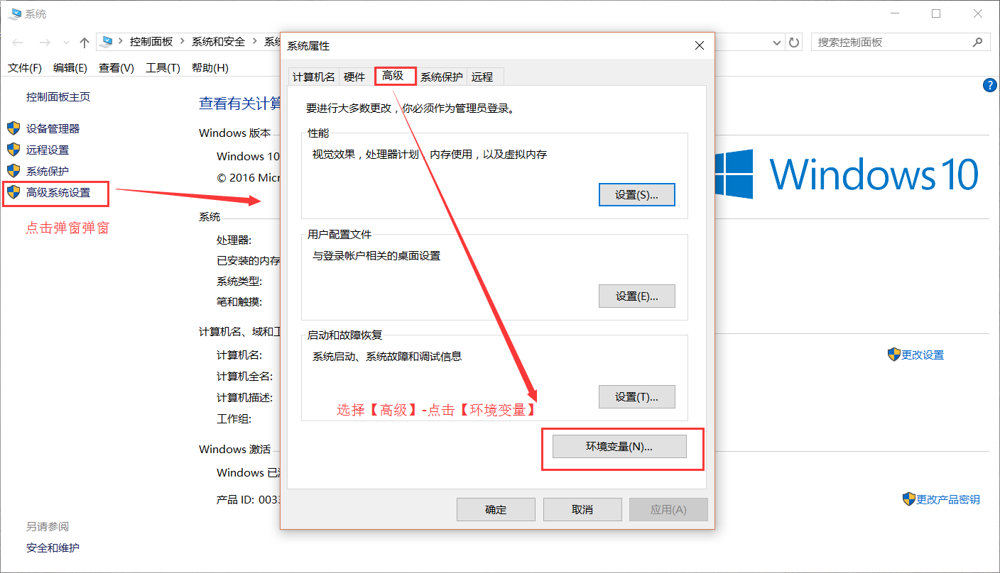 系统
控制面板 系统和安全
搜索控制面板
文件(F) 编辑(E) 查看(V) 工具(T) 帮助(H)
控制面板主页
设备管理器
远程设置
系统保护
高级系统设置
点击弹窗弹窗
另请参阅
安全和维护
查看有关计算
Windows 版本
Windows 10
© 2016 Micr
系统
处理器:
已安装的内存
系统类型:
笔和触摸:
计算机名、域和工
计算机名:
计算机全名:
计算机描述:
工作组:
Windows 激活
Windows 已
产品 ID: 003
系统属性
计算机名 硬件 高级 系统保护 远程
要进行大多数更改，你必须作为管理员登录。
性能
视觉效果，处理器计划，内存使用，以及虚拟内存
设置(S)...
用户配置文件
与登录帐户相关的桌面设置
设置(E)...
启动和故障恢复
系统启动、系统故障和调试信息
设置(T)...
选择【高级】-点击【环境变量】
环境变量(N)...
确定 取消 应用(A)
?
Windows 10
更改设置
更改产品密钥